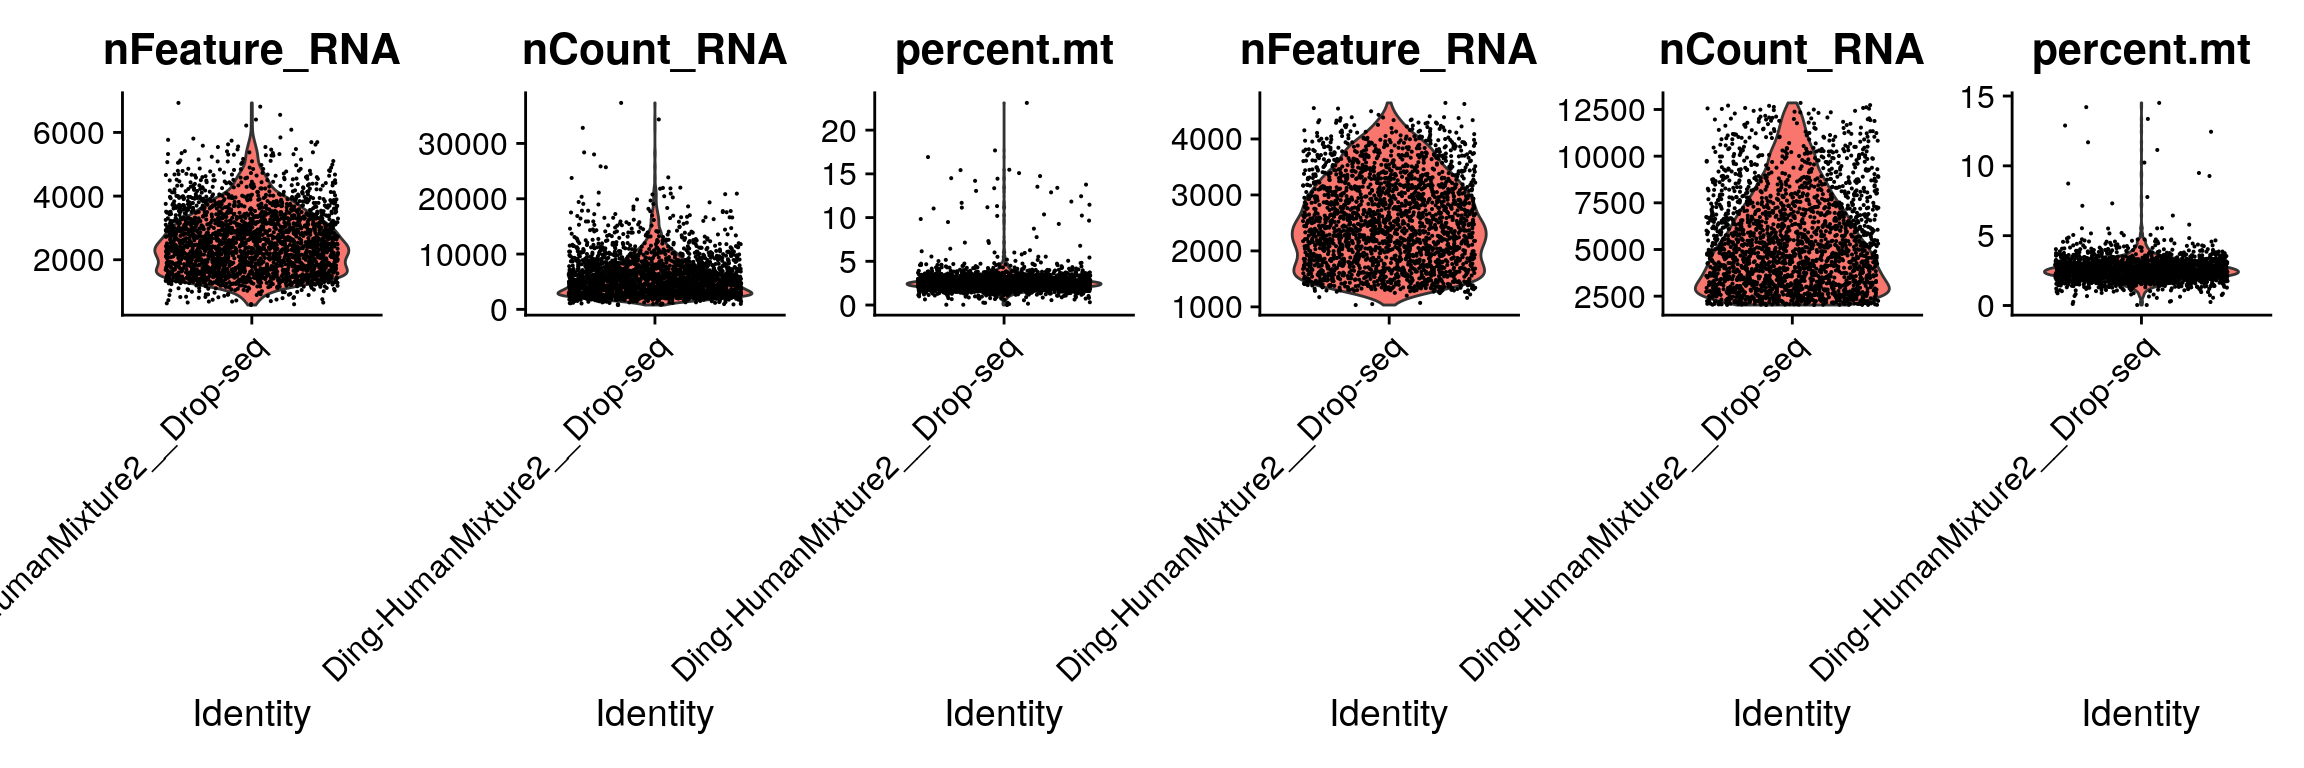 nFeature_RNA
6000
4000
2000
umanMixture2__Drop-seq
Identity
nCount_RNA
30000
20000
10000
0
Ding-HumanMixture2__Drop-seq
Identity
percent.mt
20
15
10
5
0
Ding-HumanMixture2__Drop-seq
Identity
nFeature_RNA
4000
3000
2000
1000
Ding-HumanMixture2__Drop-seq
Identity
nCount_RNA
12500
10000
7500
5000
2500
Ding-HumanMixture2__Drop-seq
Identity
percent.mt
15
10
5
0
Ding-HumanMixture2__Drop-seq
Identity